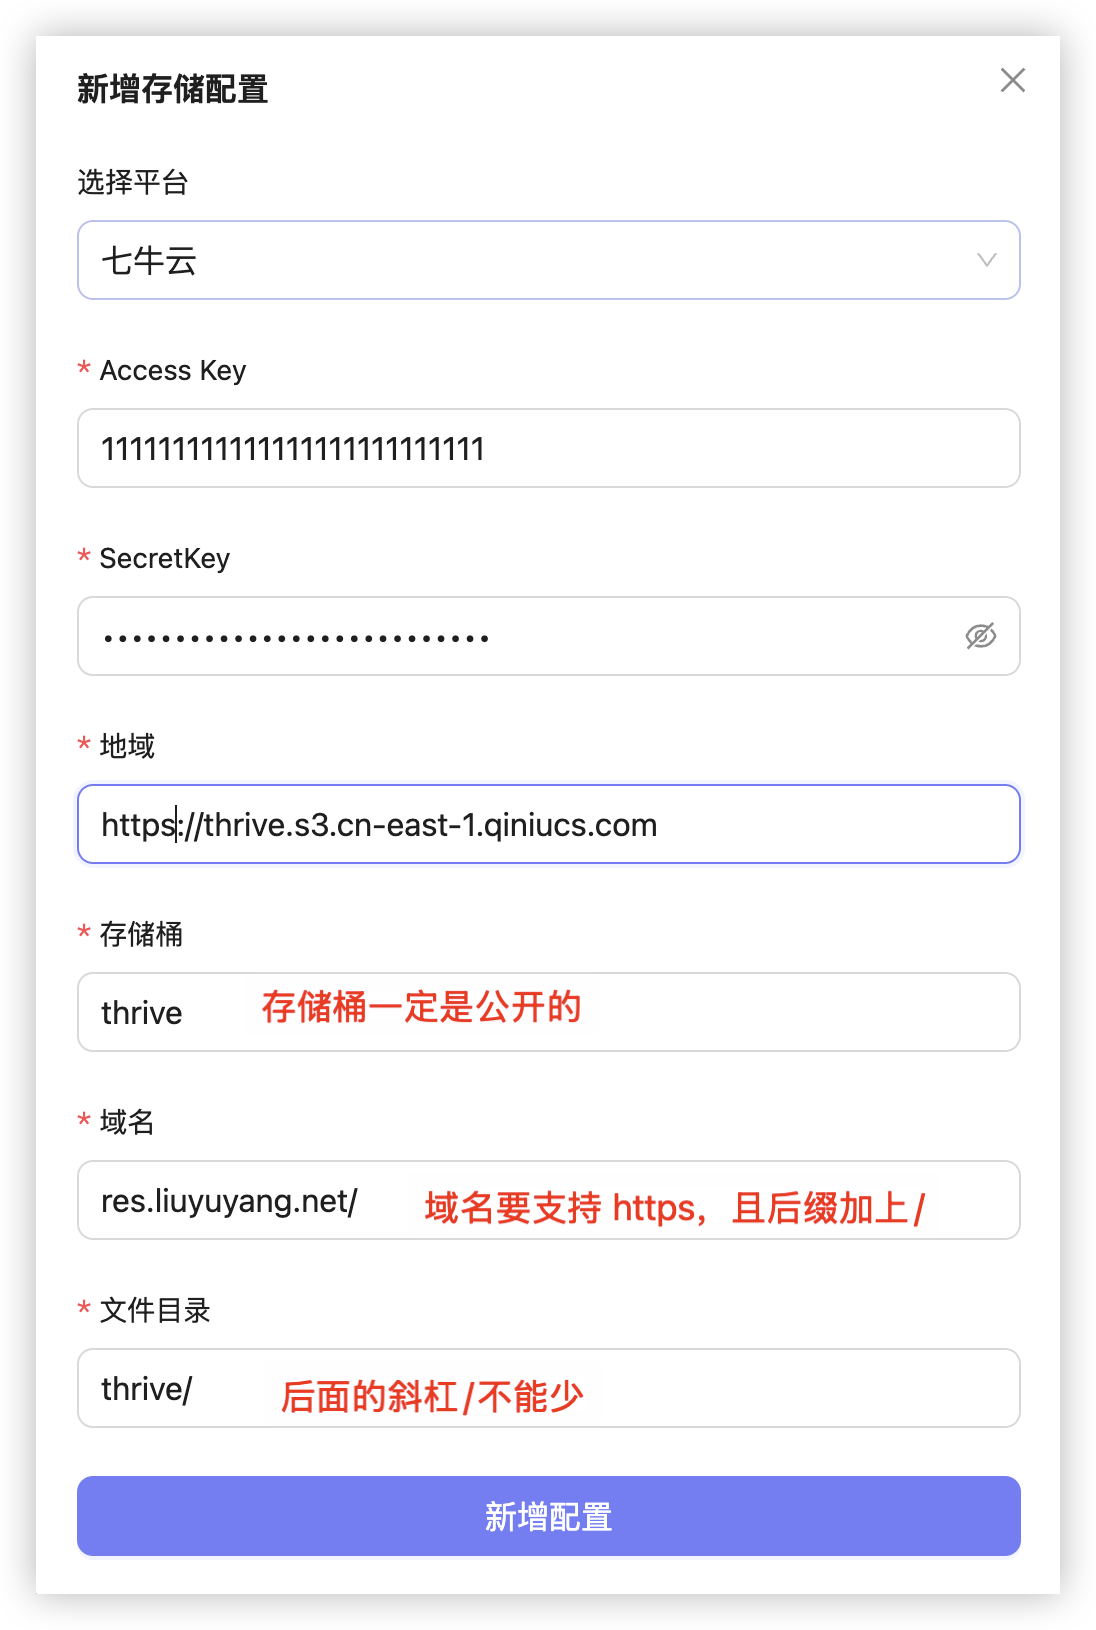 新增存储配置
选择平台
七牛云
* Access Key
111111111111111111111111111
* SecretKey
•••••••••••••••••••••••••••
* 地域
https://thrive.s3.cn-east-1.qiniucs.com
* 存储桶
thrive 存储桶一定是公开的
* 域名
res.liuyuyang.net/ 域名要支持 https，且后缀加上/
* 文件目录
thrive/ 后面的斜杠/不能少
新增配置